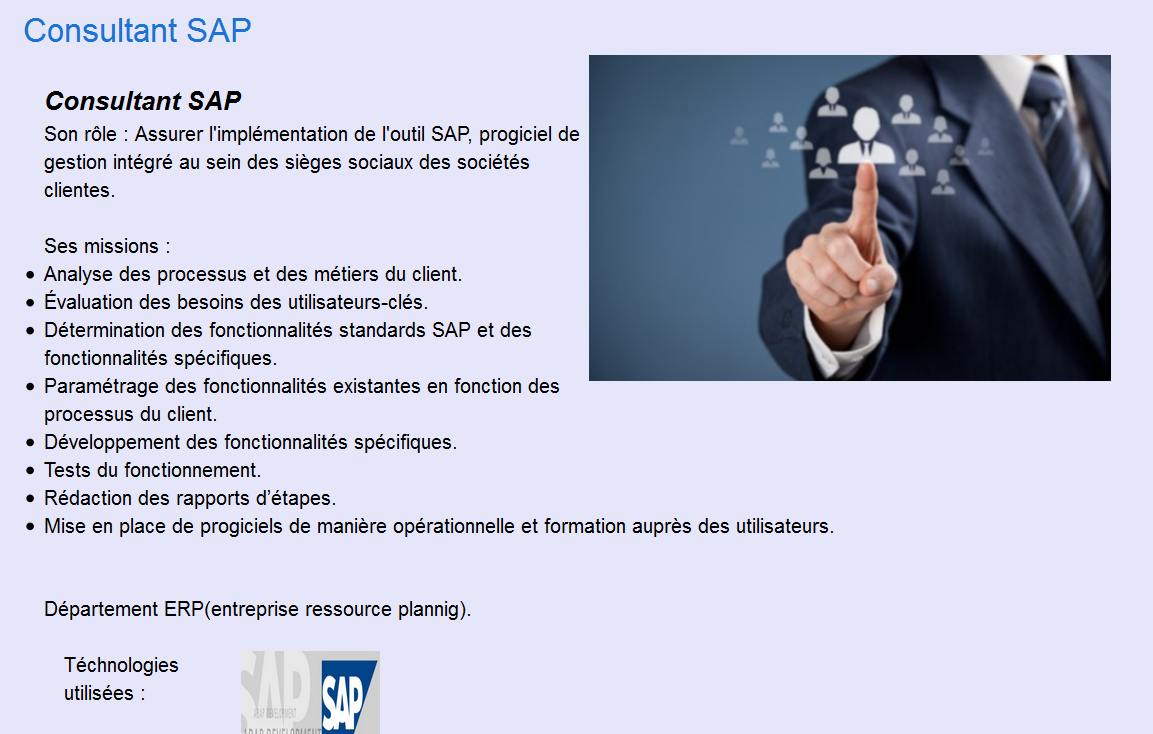 Consultant SAP
Consultant SAP
Son rôle : Assurer l'implémentation de l'outil SAP, progiciel de
gestion intégré au sein des sièges sociaux des sociétés
clientes.
Ses missions :
Analyse des processus et des métiers du client.
Évaluation des besoins des utilisateurs-clés.
Détermination des fonctionnalités standards SAP et des
fonctionnalités spécifiques.
Paramétrage des fonctionnalités existantes en fonction des
processus du client.
Développement des fonctionnalités spécifiques.
Tests du fonctionnement.
Rédaction des rapports d’étapes.
Mise en place de progiciels de manière opérationnelle et formation auprès des utilisateurs.
Département ERP(entreprise ressource plannig).
Téchnologies
utilisées :
SAP
SAP
ABAP DEVELOPMENT
ABAP DEVELOPMENT